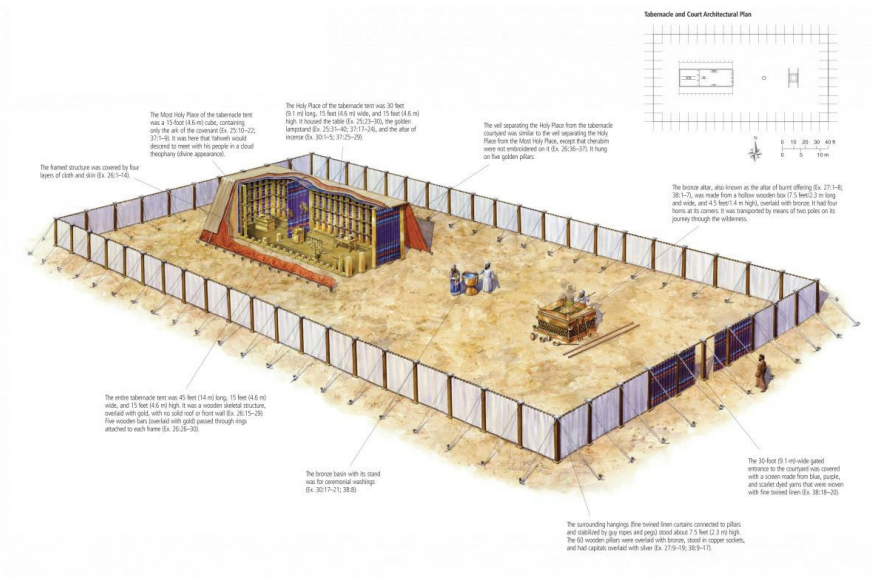 Tabernacle and Court Architectural Plan
N
0 10 20 30 40 ft
0 5 10 m
The Most Holy Place of the tabernacle tent
was a 15-foot (4.6-m) cube, containing
only the ark of the covenant (Ex. 25:10–22;
37:1–9). It was here that Yahweh would
descend to meet with his people in a cloud
theophany (divine appearance).
The Holy Place of the tabernacle tent was 30 feet
(9.1 m) long, 15 feet (4.6 m) wide, and 15 feet (4.6 m)
high. It housed the table (Ex. 25:23–30), the golden
lampstand (Ex. 25:31–40; 37:17–24), and the altar of
incense (Ex. 30:1–5; 37:25–29).
The veil separating the Holy Place from the tabernacle
courtyard was similar to the veil separating the Holy
Place from the Most Holy Place, except that cherubim
were not embroidered on it (Ex. 26:36–37). It hung
on five golden pillars.
The framed structure was covered by four
layers of cloth and skin (Ex. 26:1–14).
The bronze altar, also known as the altar of burnt offering (Ex. 27:1–8;
38:1–7), was made from a hollow wooden box (7.5 feet/2.3 m long
and wide, and 4.5 feet/1.4 m high), overlaid with bronze. It had four
horns at its corners. It was transported by means of two poles on its
journey through the wilderness.
The entire tabernacle tent was 45 feet (14 m) long, 15 feet (4.6 m)
wide, and 15 feet (4.6 m) high. It was a wooden skeletal structure,
overlaid with gold, with no solid roof or front wall (Ex. 26:15–29)
Five wooden bars (overlaid with gold) passed through rings
attached to each frame (Ex. 26:26–30).
The bronze basin with its stand
was for ceremonial washings
(Ex. 30:17–21; 38:8).
The 30-foot (9.1-m)-wide gated
entrance to the courtyard was covered
with a screen made from blue, purple,
and scarlet dyed yarns that were woven
with fine twined linen (Ex. 38:18–20).
The surrounding hangings (fine twined linen curtains connected to pillars
and stabilized by guy ropes and pegs) stood about 7.5 feet (2.3 m) high.
The 60 wooden pillars were overlaid with bronze, stood in copper sockets,
and had capitals overlaid with silver (Ex. 27:9–19; 38:9–17).